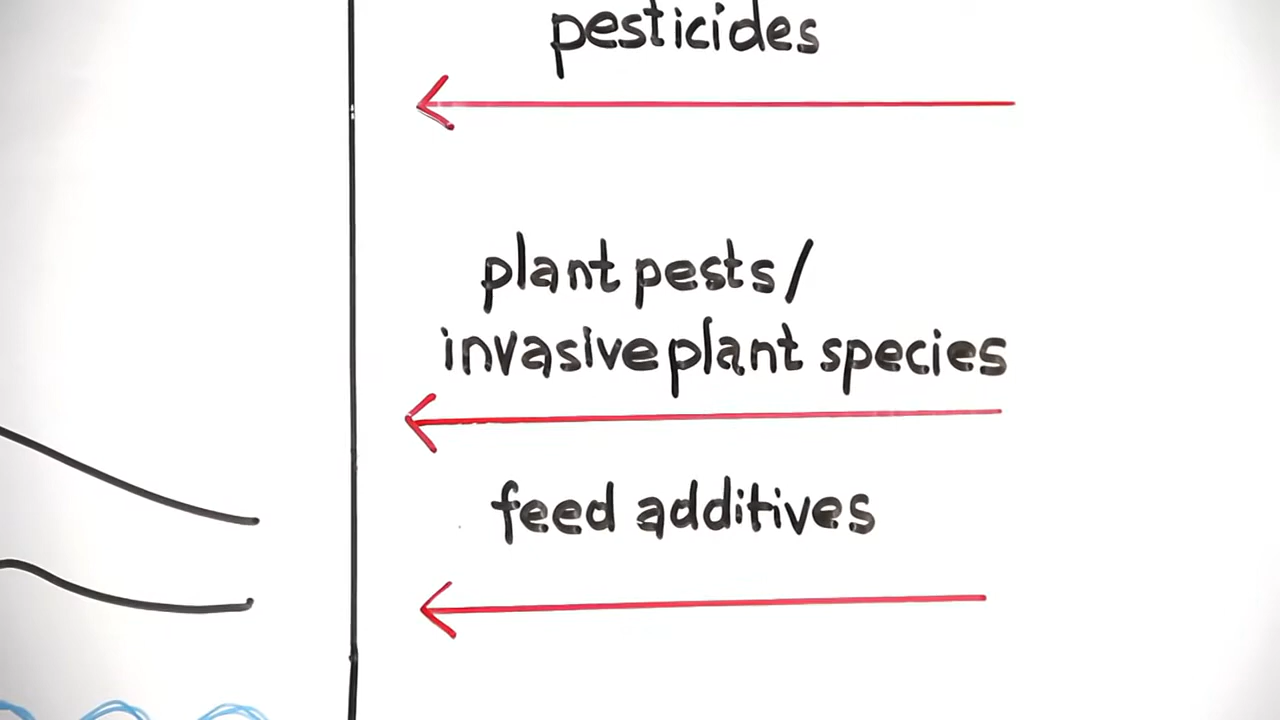 pesticides
plant pests/
invasive plant species
feed additives